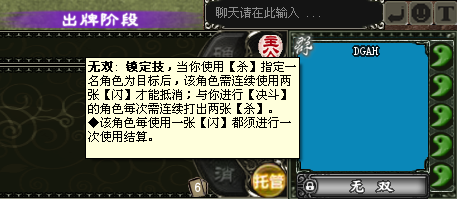 出牌阶段
聊天请在此输入 ...
杀
群
DGAH
无双: 锁定技，当你使用【杀】指定一
名角色为目标后，该角色需连续使用两
张【闪】才能抵消；与你进行【决斗】
的角色每次需连续打出两张【杀】。
◆该角色每使用一张【闪】都须进行一
次使用结算。
消
托管
6
无双